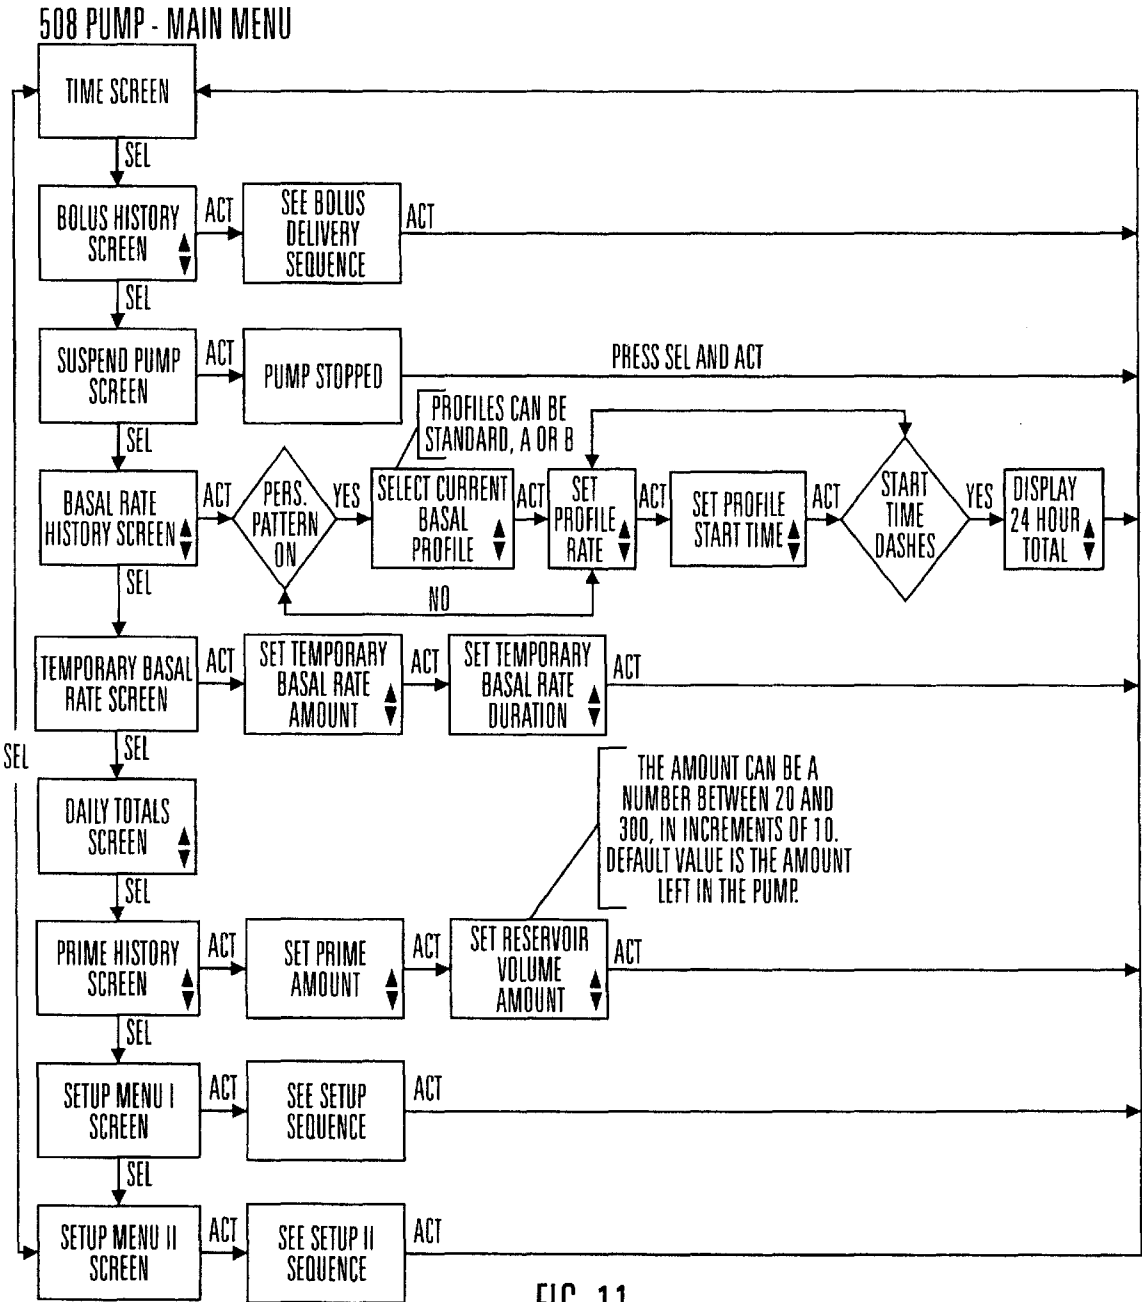 508 PUMP - MAIN MENU
TIME SCREEN
SEL
BOLUS HISTORY
SCREEN
ACT
SEE BOLUS
DELIVERY
SEQUENCE
ACT
SEL
SUSPEND PUMP
SCREEN
ACT
PUMP STOPPED
PRESS SEL AND ACT
SEL
PROFILES CAN BE
STANDARD, A OR B
BASAL RATE
HISTORY SCREEN
ACT
PERS.
PATTERN
ON
YES
SELECT CURRENT
BASAL
PROFILE
ACT
SET
PROFILE
RATE
ACT
SET PROFILE
START TIME
ACT
START
TIME
DASHES
YES
DISPLAY
24 HOUR
TOTAL
NO
SEL
TEMPORARY BASAL
RATE SCREEN
ACT
SET TEMPORARY
BASAL RATE
AMOUNT
ACT
SET TEMPORARY
BASAL RATE
DURATION
ACT
SEL
SEL
DAILY TOTALS
SCREEN
THE AMOUNT CAN BE A
NUMBER BETWEEN 20 AND
300, IN INCREMENTS OF 10.
DEFAULT VALUE IS THE AMOUNT
LEFT IN THE PUMP.
SEL
PRIME HISTORY
SCREEN
ACT
SET PRIME
AMOUNT
ACT
SET RESERVOIR
VOLUME
AMOUNT
ACT
SEL
SETUP MENU I
SCREEN
ACT
SEE SETUP
SEQUENCE
ACT
SEL
SETUP MENU II
SCREEN
ACT
SEE SETUP II
SEQUENCE
ACT
FIG. 11